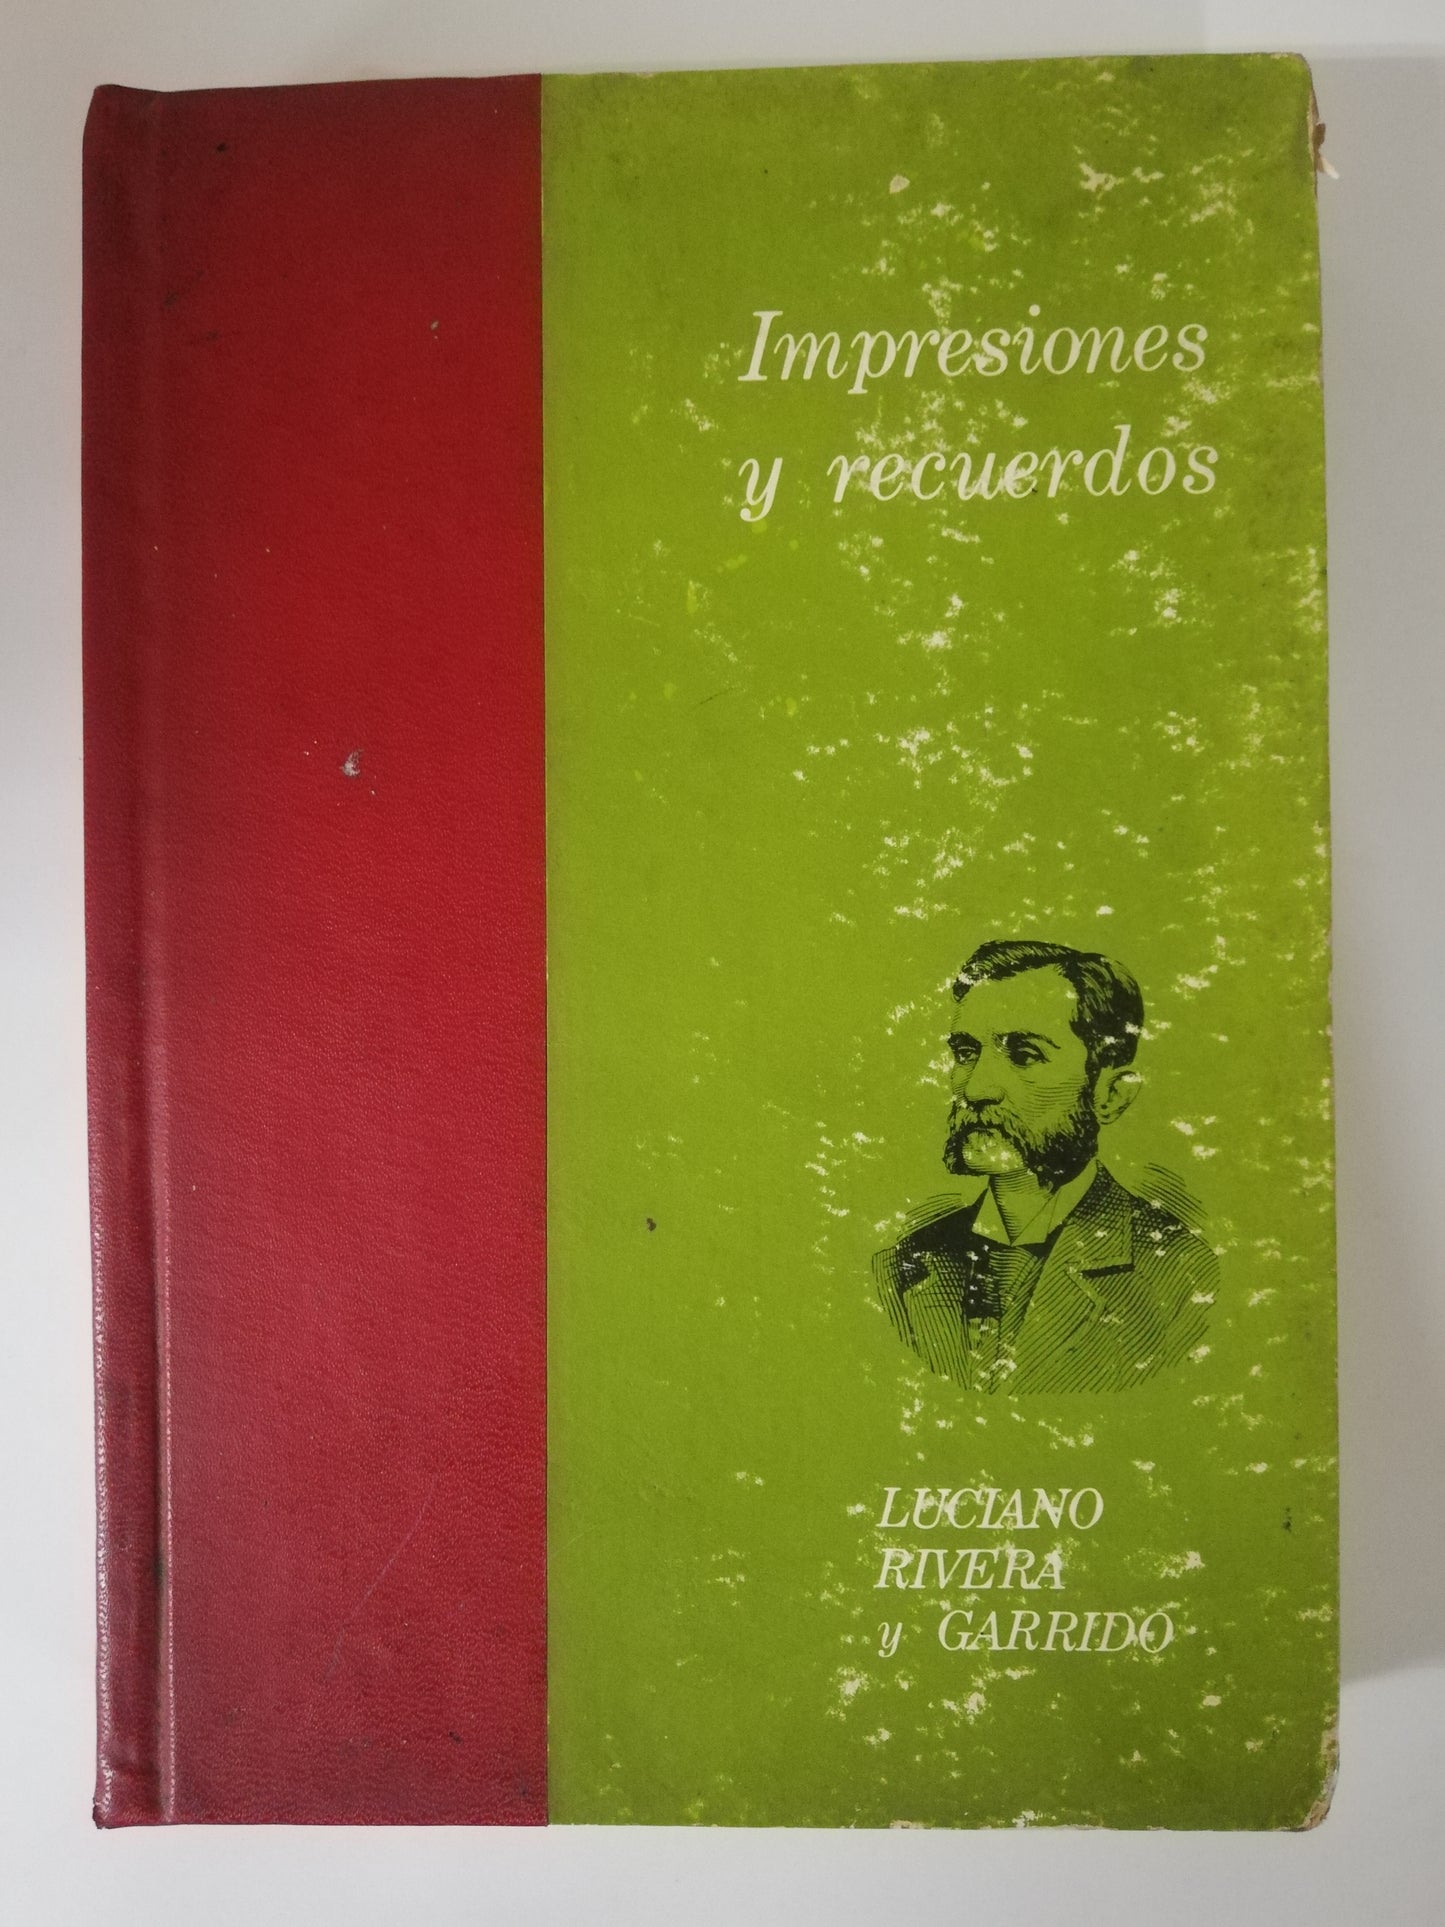 Impresiones
y recuerdos
LUCIANO
RIVERA
y GARRIDO